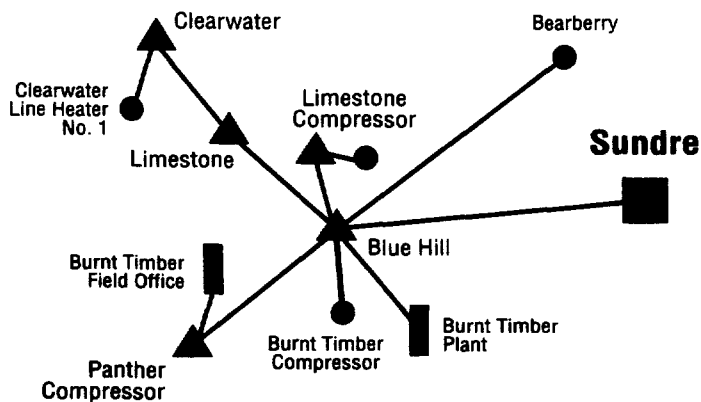 Clearwater
Bearberry
Clearwater
Line Heater
No. 1
Limestone
Compressor
Sundre
Limestone
Blue Hill
Burnt Timber
Field Office
Burnt Timber
Compressor
Burnt Timber
Plant
Panther
Compressor